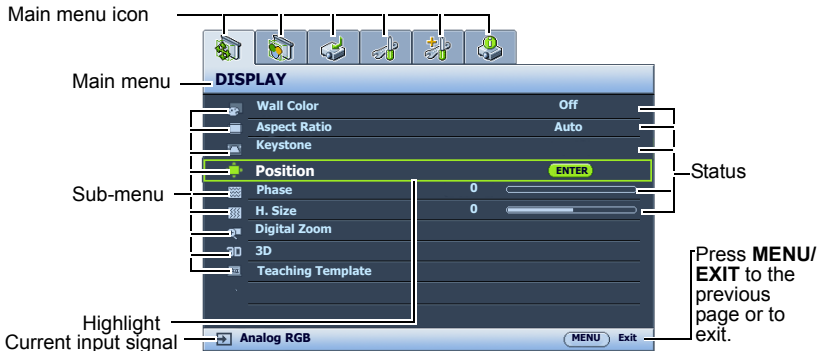 Main menu icon
Main menu
DISPLAY
Wall Color Off
Aspect Ratio Auto
Keystone
Position ENTER
Phase 0
H. Size 0
Digital Zoom
3D 3D
Teaching Template
Sub-menu
Status
Highlight
Current input signal
Analog RGB MENU Exit
Press MENU/
EXIT to the
previous
page or to
exit.